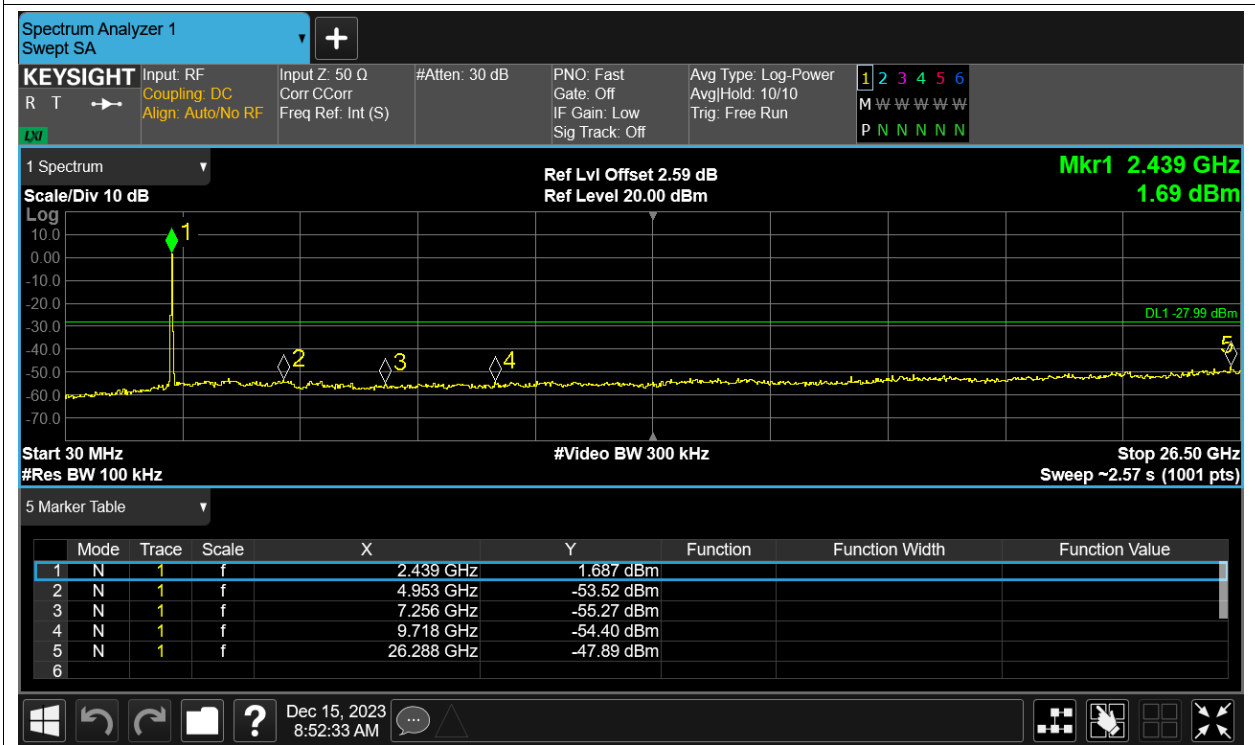 Spectrum Analyzer 1
Swept SA
+
KEYSIGHT Input: RF Input Z: 50 Ω #Atten: 30 dB PNO: Fast Avg Type: Log-Power 1 2 3 4 5 6
R T Coupling: DC Corr CCorr Gate: Off Avg|Hold: 10/10 M W W W W W
Align: Auto/No RF Freq Ref: Int (S) IF Gain: Low Trig: Free Run
LXI Sig Track: Off P N N N N N
1 Spectrum Ref Lvl Offset 2.59 dB Mkr1 2.439 GHz
Scale/Div 10 dB Ref Level 20.00 dBm 1.69 dBm
Log
10.0 1
0.00
-10.0
-20.0
DL1 -27.99 dBm
-30.0
-40.0 2 3 4 5
-50.0
-60.0
-70.0
Start 30 MHz #Video BW 300 kHz Stop 26.50 GHz
#Res BW 100 kHz Sweep ~2.57 s (1001 pts)
5 Marker Table
Mode Trace Scale X Y Function Function Width Function Value
1 N 1 f 2.439 GHz 1.687 dBm
2 N 1 f 4.953 GHz -53.52 dBm
3 N 1 f 7.256 GHz -55.27 dBm
4 N 1 f 9.718 GHz -54.40 dBm
5 N 1 f 26.288 GHz -47.89 dBm
6
? Dec 15, 2023
8:52:33 AM